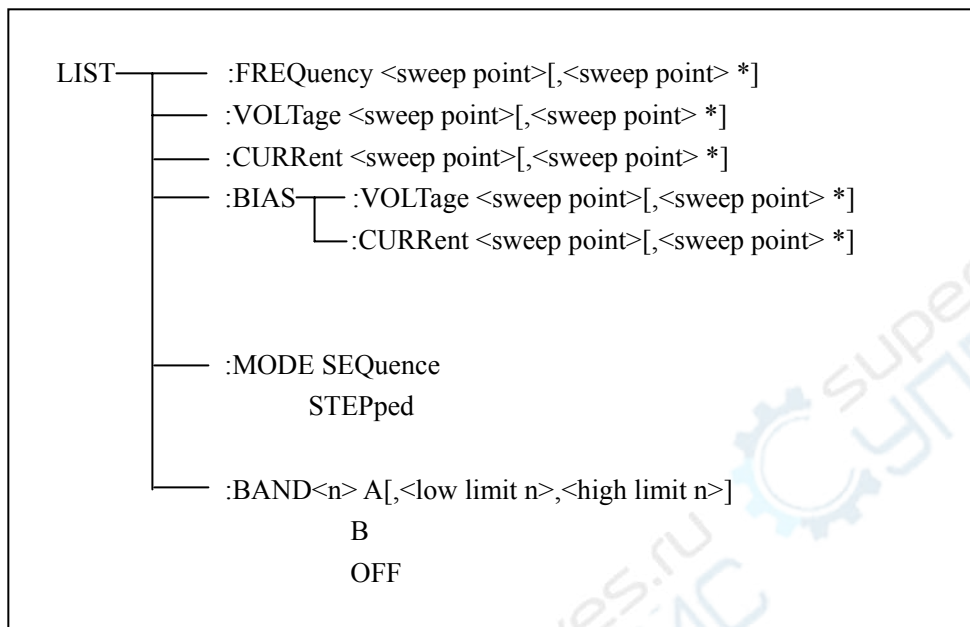 LIST :FREQuency <sweep point>[,<sweep point> *]
:VOLTage <sweep point>[,<sweep point> *]
:CURRent <sweep point>[,<sweep point> *]
:BIAS :VOLTage <sweep point>[,<sweep point> *]
:CURRent <sweep point>[,<sweep point> *]
:MODE SEQuence
STEPped
:BAND<n> A[,<low limit n>,<high limit n>]
B
OFF